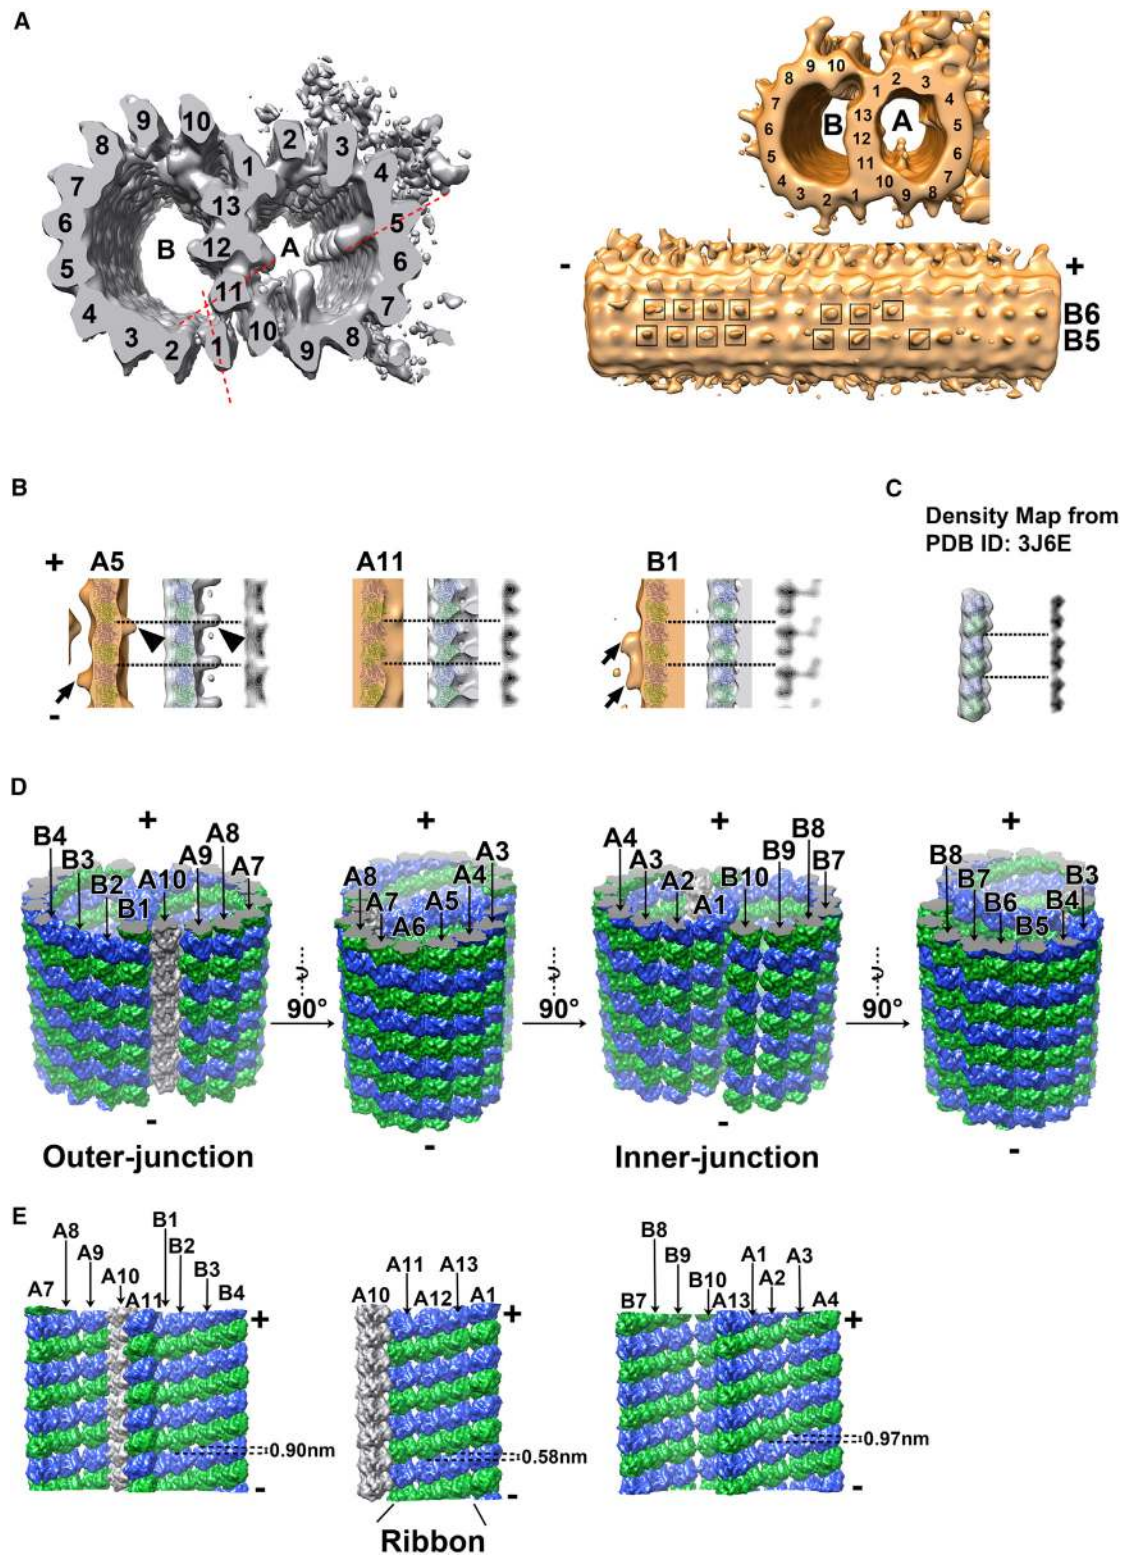 A
9
10
8
7
6
5
4
3
2
1
B
13
12
11
A
2
3
1
4
5
6
7
10
9
8
9
10
8
7
6
5
4
3
2
1
B
13
12
11
A
2
3
1
4
5
6
7
10
9
8
-
+
B6
B5
B
+
A5
A11
B1
-
C
Density Map from
PDB ID: 3J6E
D
+
B4
B3
B2
B1
A10
A9
A8
A7
-
Outer-junction
90°
+
A8
A7
A6
A5
A4
A3
-
90°
+
A4
A3
A2
A1
B10
B9
B8
B7
-
Inner-junction
90°
+
B8
B7
B6
B5
B4
B3
-
E
A7
A8
A9
A10
A11
B1
B2
B3
B4
+
0.90nm
-
A10
A11
A12
A13
A1
+
0.58nm
-
Ribbon
B7
B8
B9
B10
A13
A1
A2
A3
A4
+
0.97nm
-